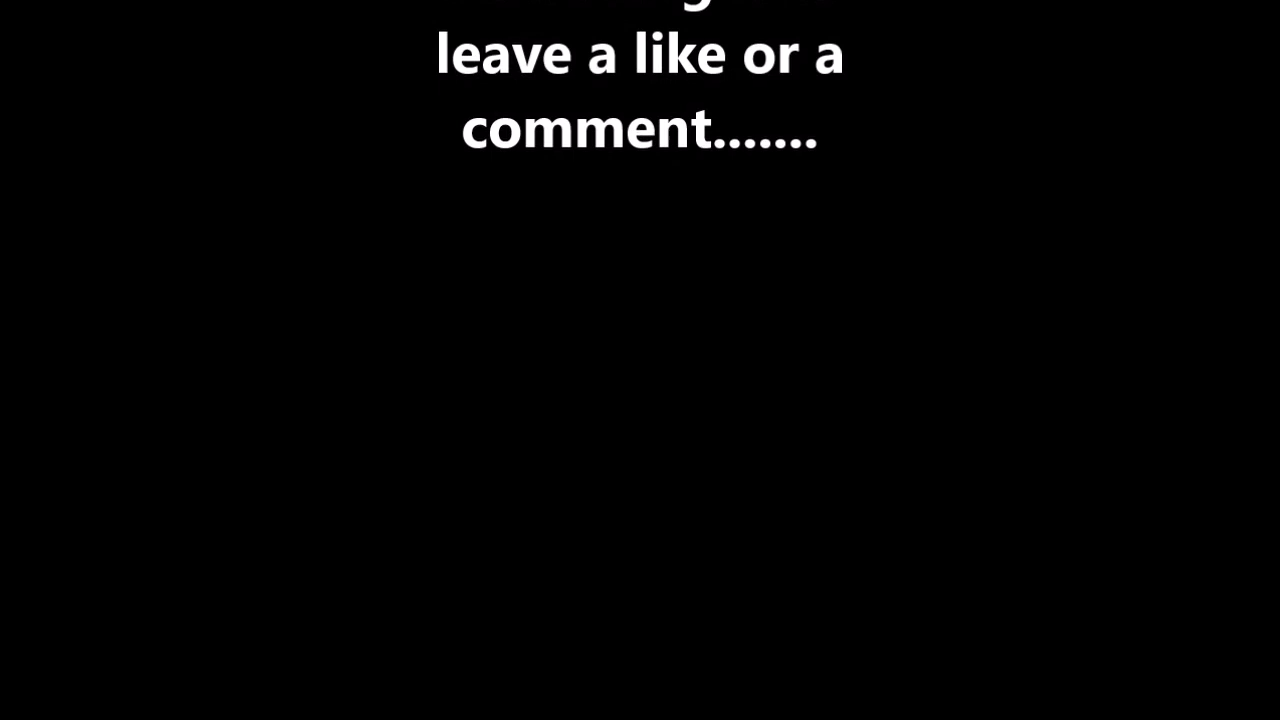 leave a like or a
comment.......